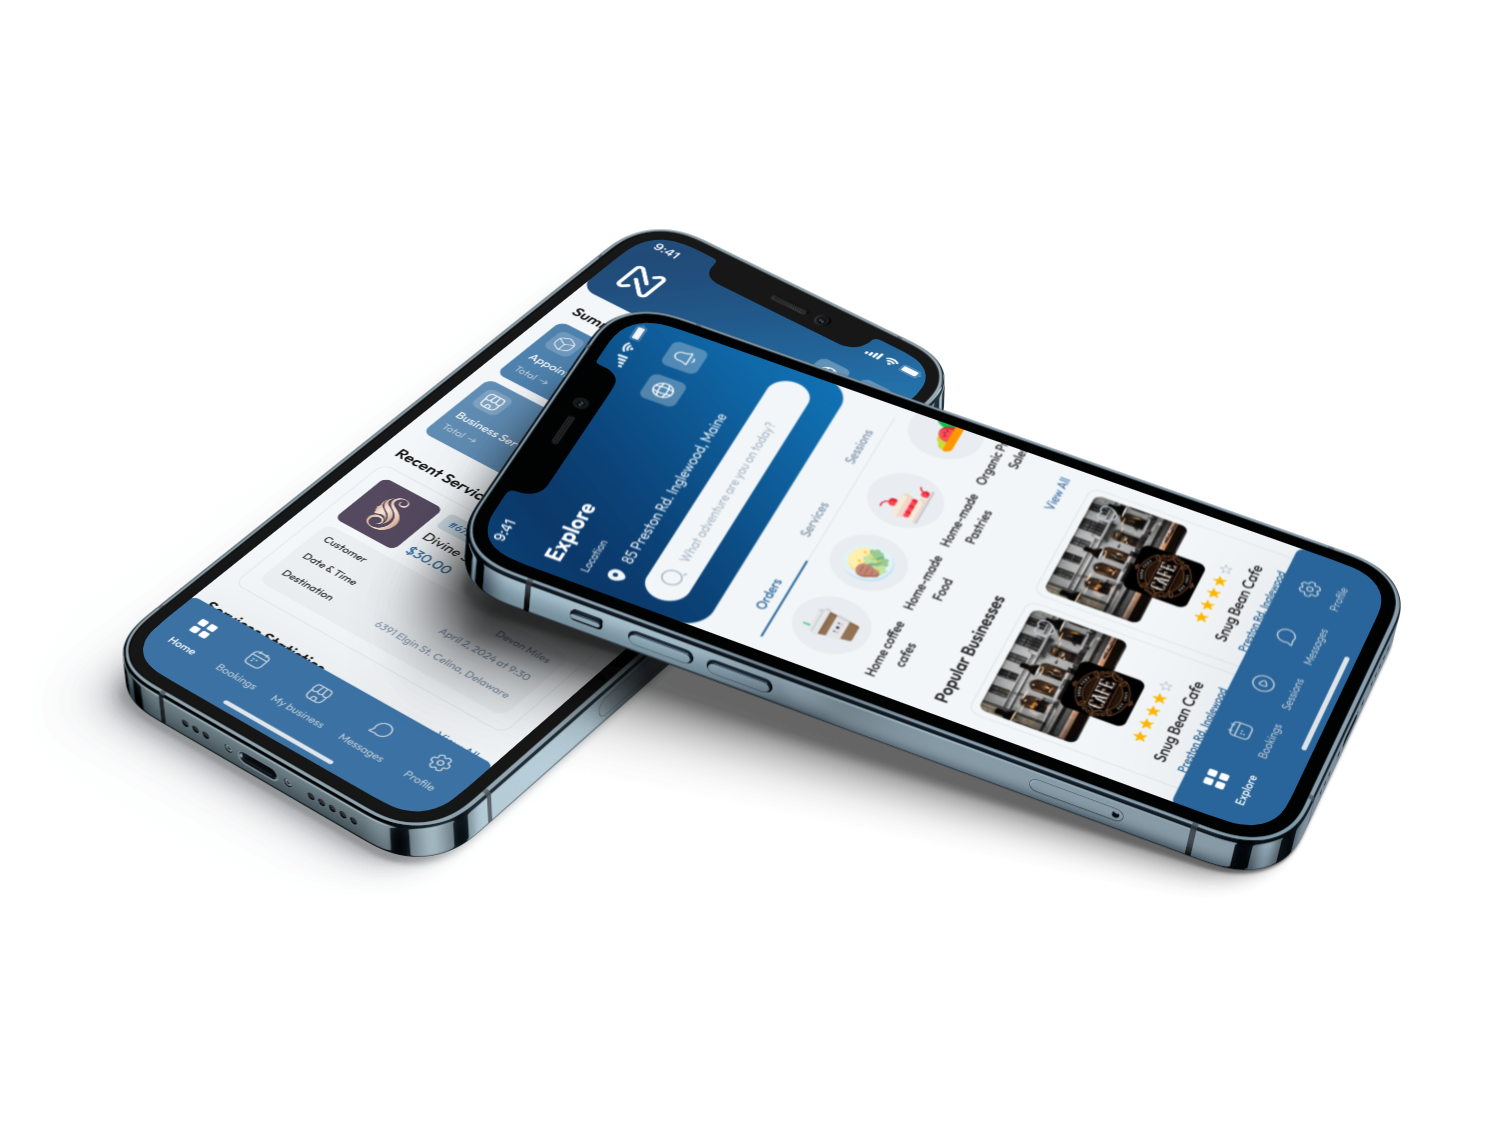 9:41
Appoin
Total →
Business Ser
Total →
Recent Servic
Divine
$30.00
Customer
Devon Miles
Date & Time
April 2, 2024 at 9:30
Destination
6391 Elgin St. Celina, Delaware
Services Statistics
View All
Home
Bookings
My business
Messages
Profile
9:41
Explore
Location
85 Preston Rd. Inglewood, Maine
What adventure are you on today?
Orders
Services
Sessions
Home coffee
cafes
Home-made
Food
Home-made
Pastries
Organic P
Sale
Popular Businesses
View All
CAFE
Snug Bean Cafe
Preston Rd. Inglewood
CAFE
Snug Bean Cafe
Preston Rd. Inglewood
Explore
Bookings
Sessions
Messages
Profile